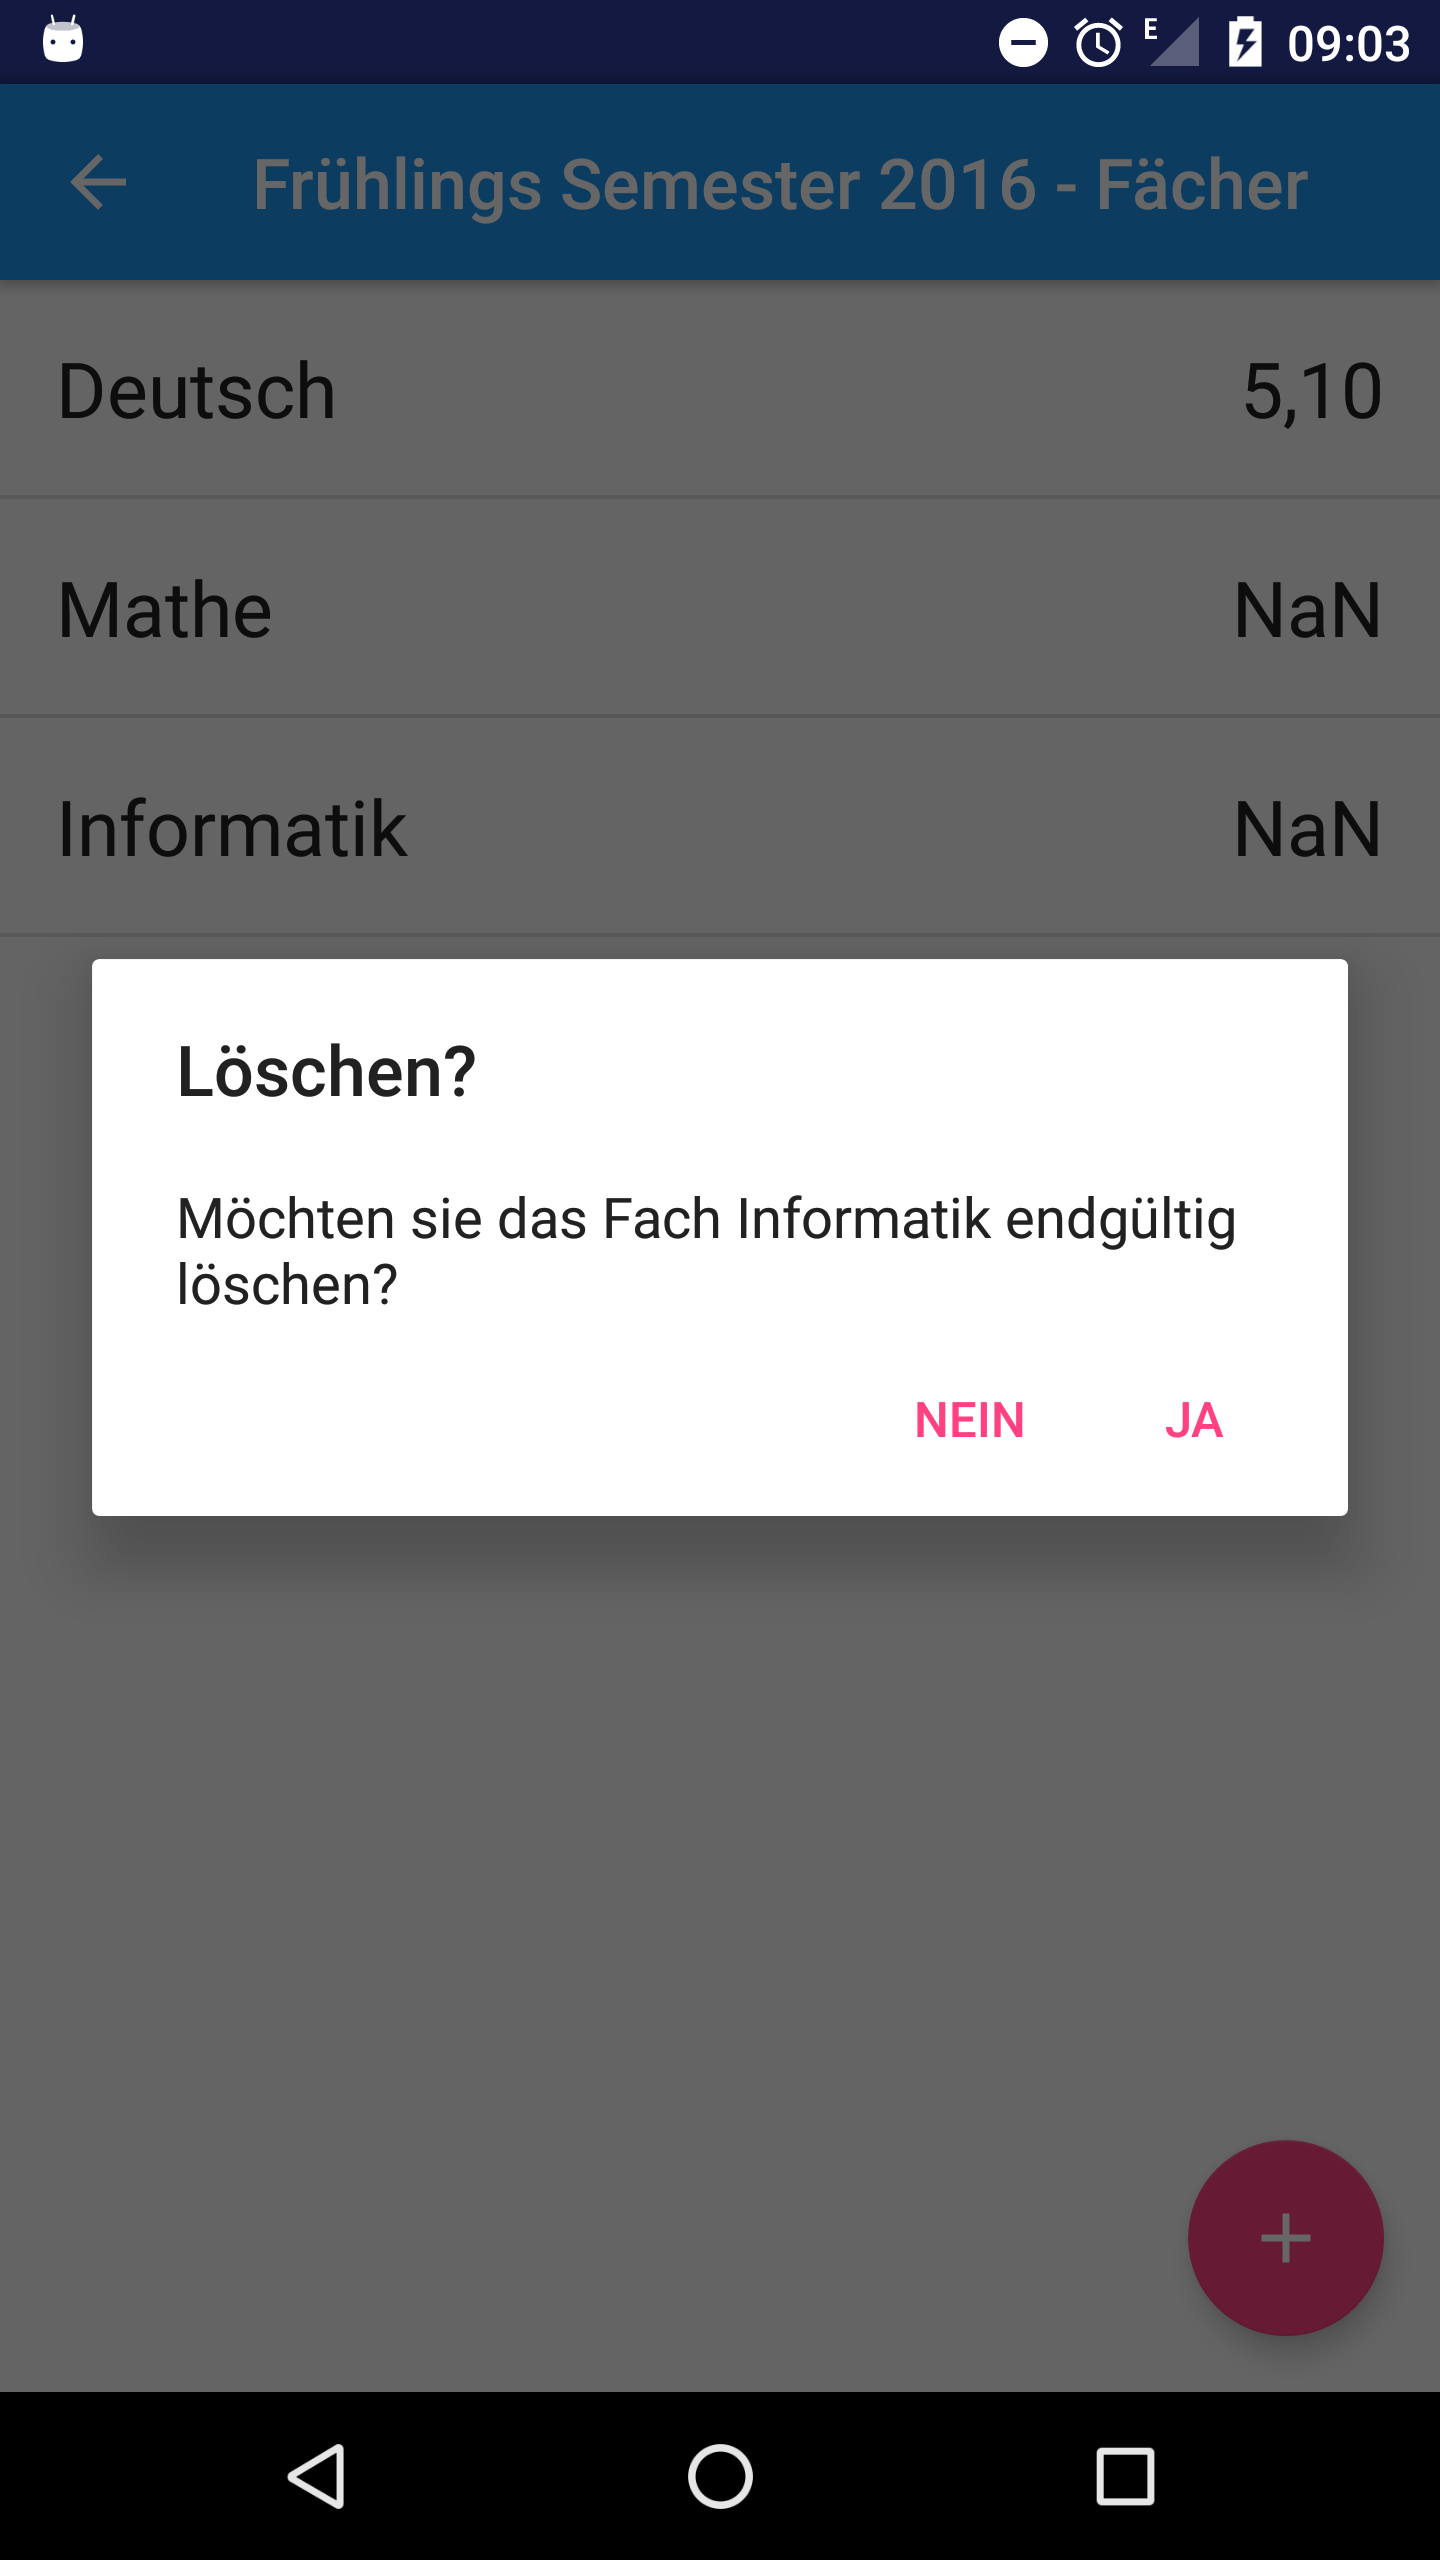 E 09:03
Frühlings Semester 2016 - Fächer
Deutsch 5,10
Mathe NaN
Informatik NaN
Löschen?
Möchten sie das Fach Informatik endgültig
löschen?
NEIN JA